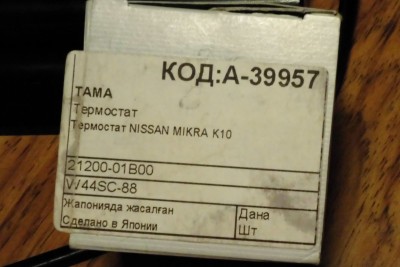 КОД:А-39957
TAMA
Термостат
Термостат NISSAN MIKRA K10
21200-01B00
W44SC-88
Жапонияда жасалған
Сделано в Японии
Дана
Шт